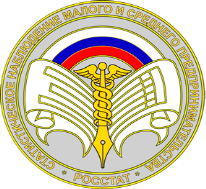 СТАТИСТИЧЕСКОЕ НАБЛЮДЕНИЕ МАЛОГО И СРЕДНЕГО ПРЕДПРИНИМАТЕЛЬСТВА
• РОССТАТ •